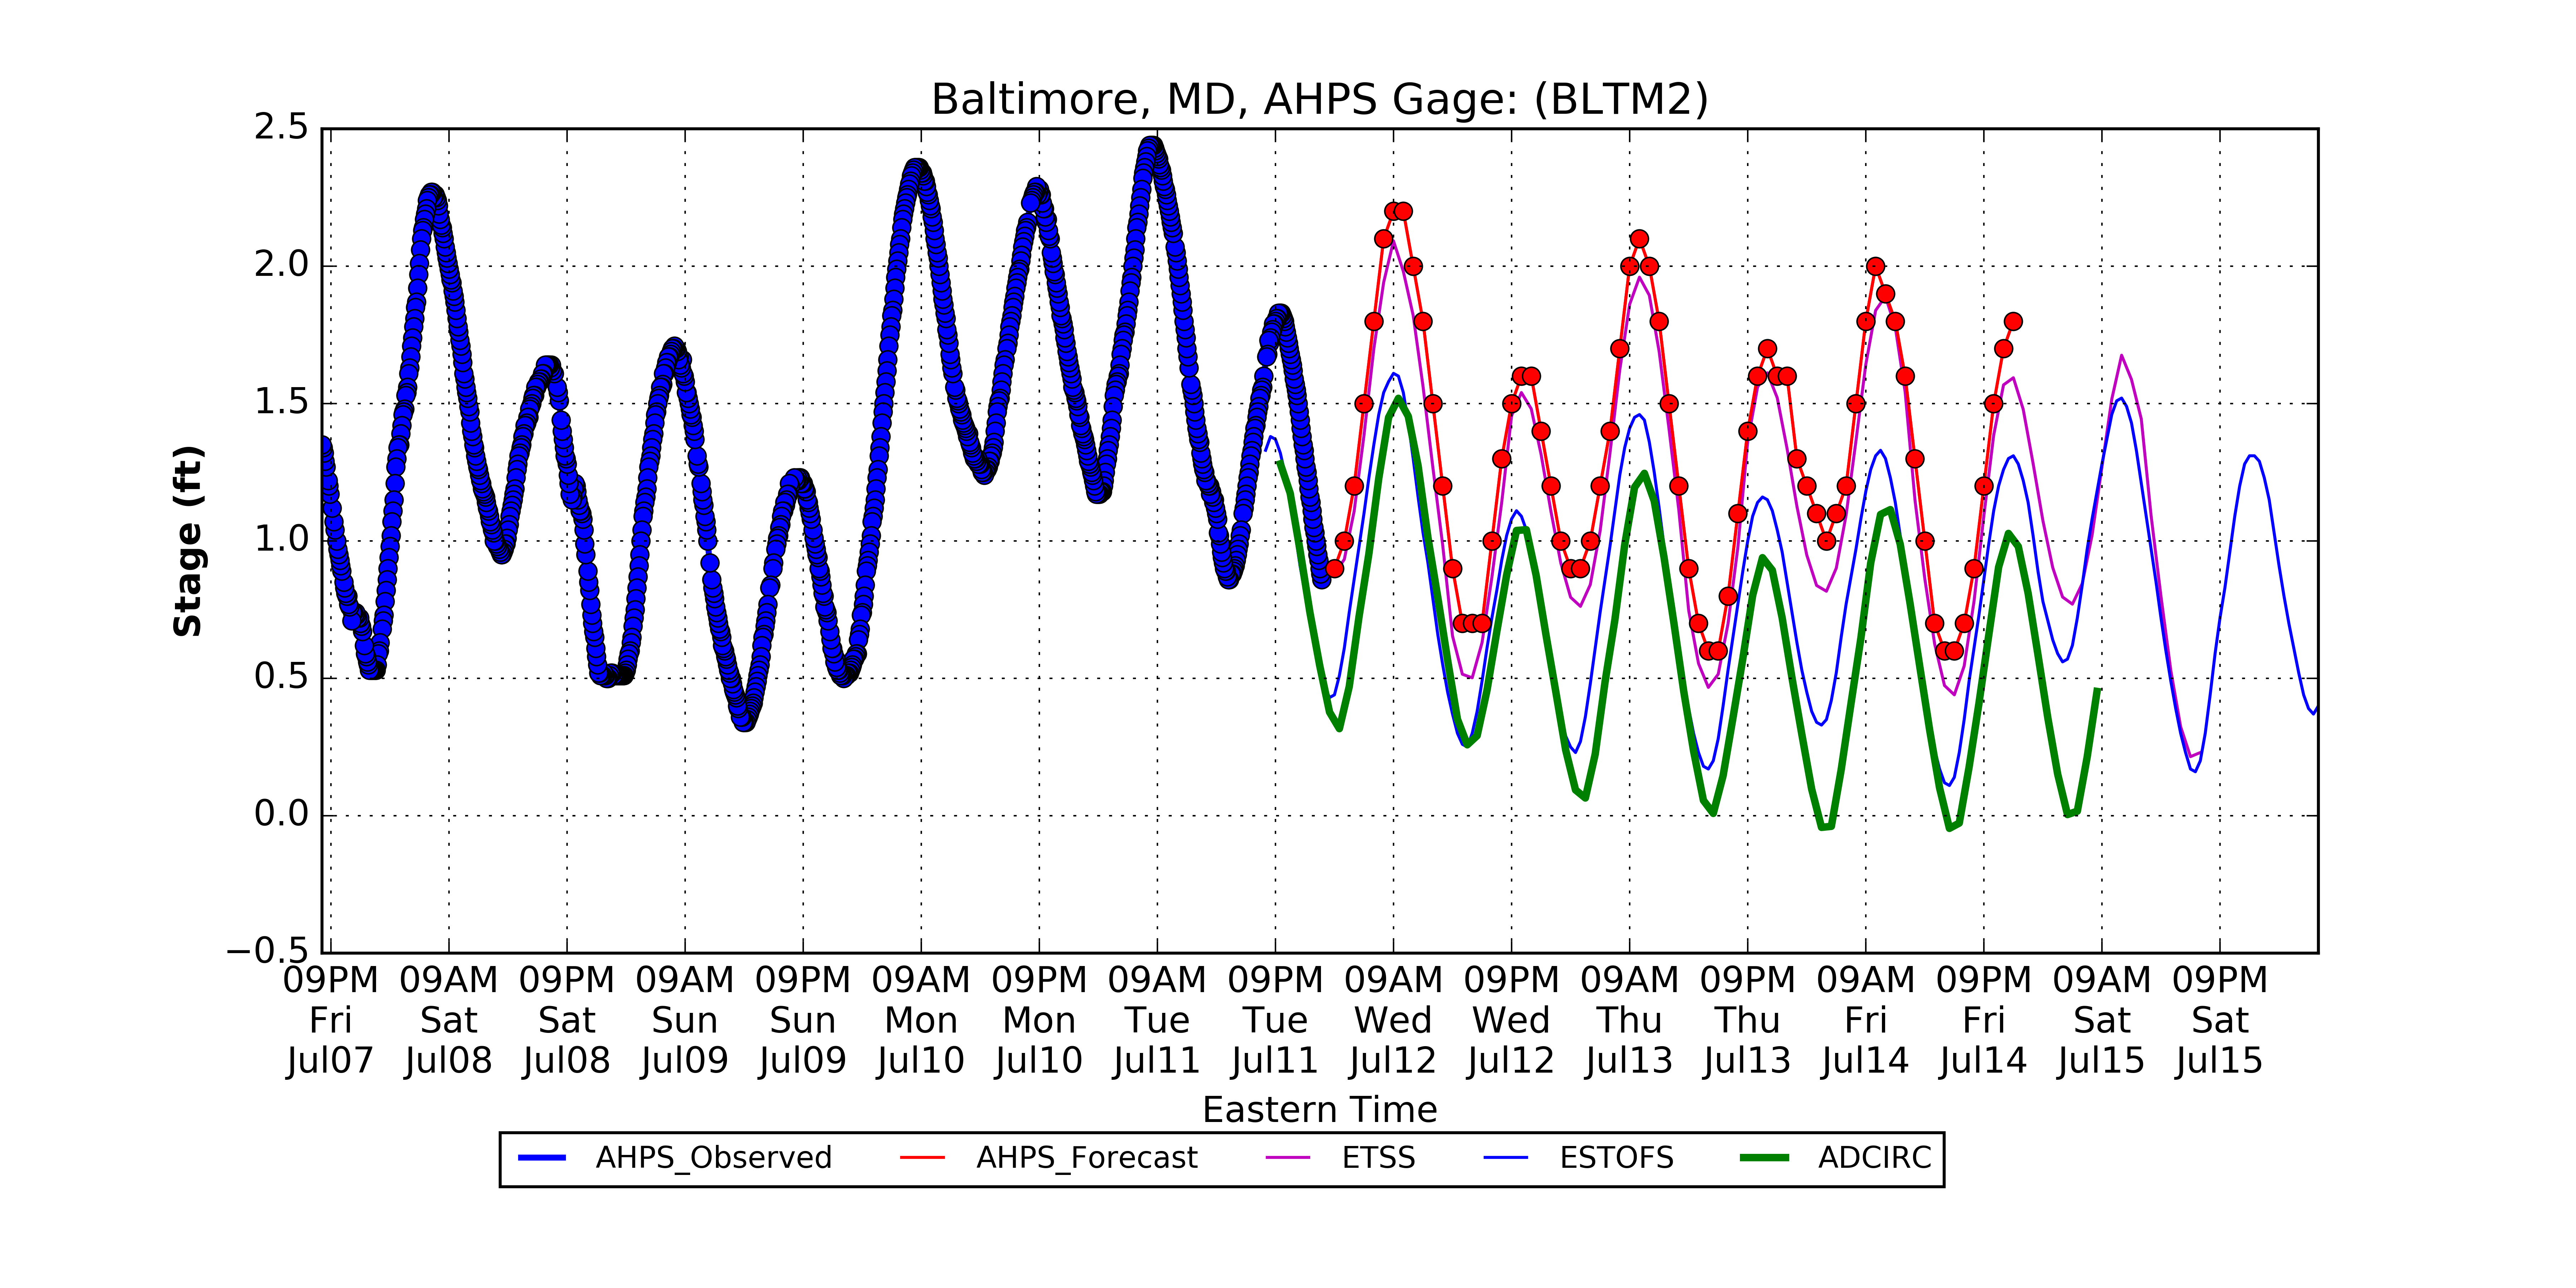 Baltimore, MD, AHPS Gage: (BLTM2)
2.5
2.0
1.5
1.0
0.5
0.0
−0.5
Stage (ft)
09PM 09AM 09PM 09AM 09PM 09AM 09PM 09AM 09PM 09AM 09PM 09AM 09PM 09AM 09PM 09AM 09PM
Fri Sat Sat Sun Sun Mon Mon Tue Tue Wed Wed Thu Thu Fri Fri Sat Sat
Jul07 Jul08 Jul08 Jul09 Jul09 Jul10 Jul10 Jul11 Jul11 Jul12 Jul12 Jul13 Jul13 Jul14 Jul14 Jul15 Jul15
Eastern Time
AHPS_Observed AHPS_Forecast ETSS ESTOFS ADCIRC